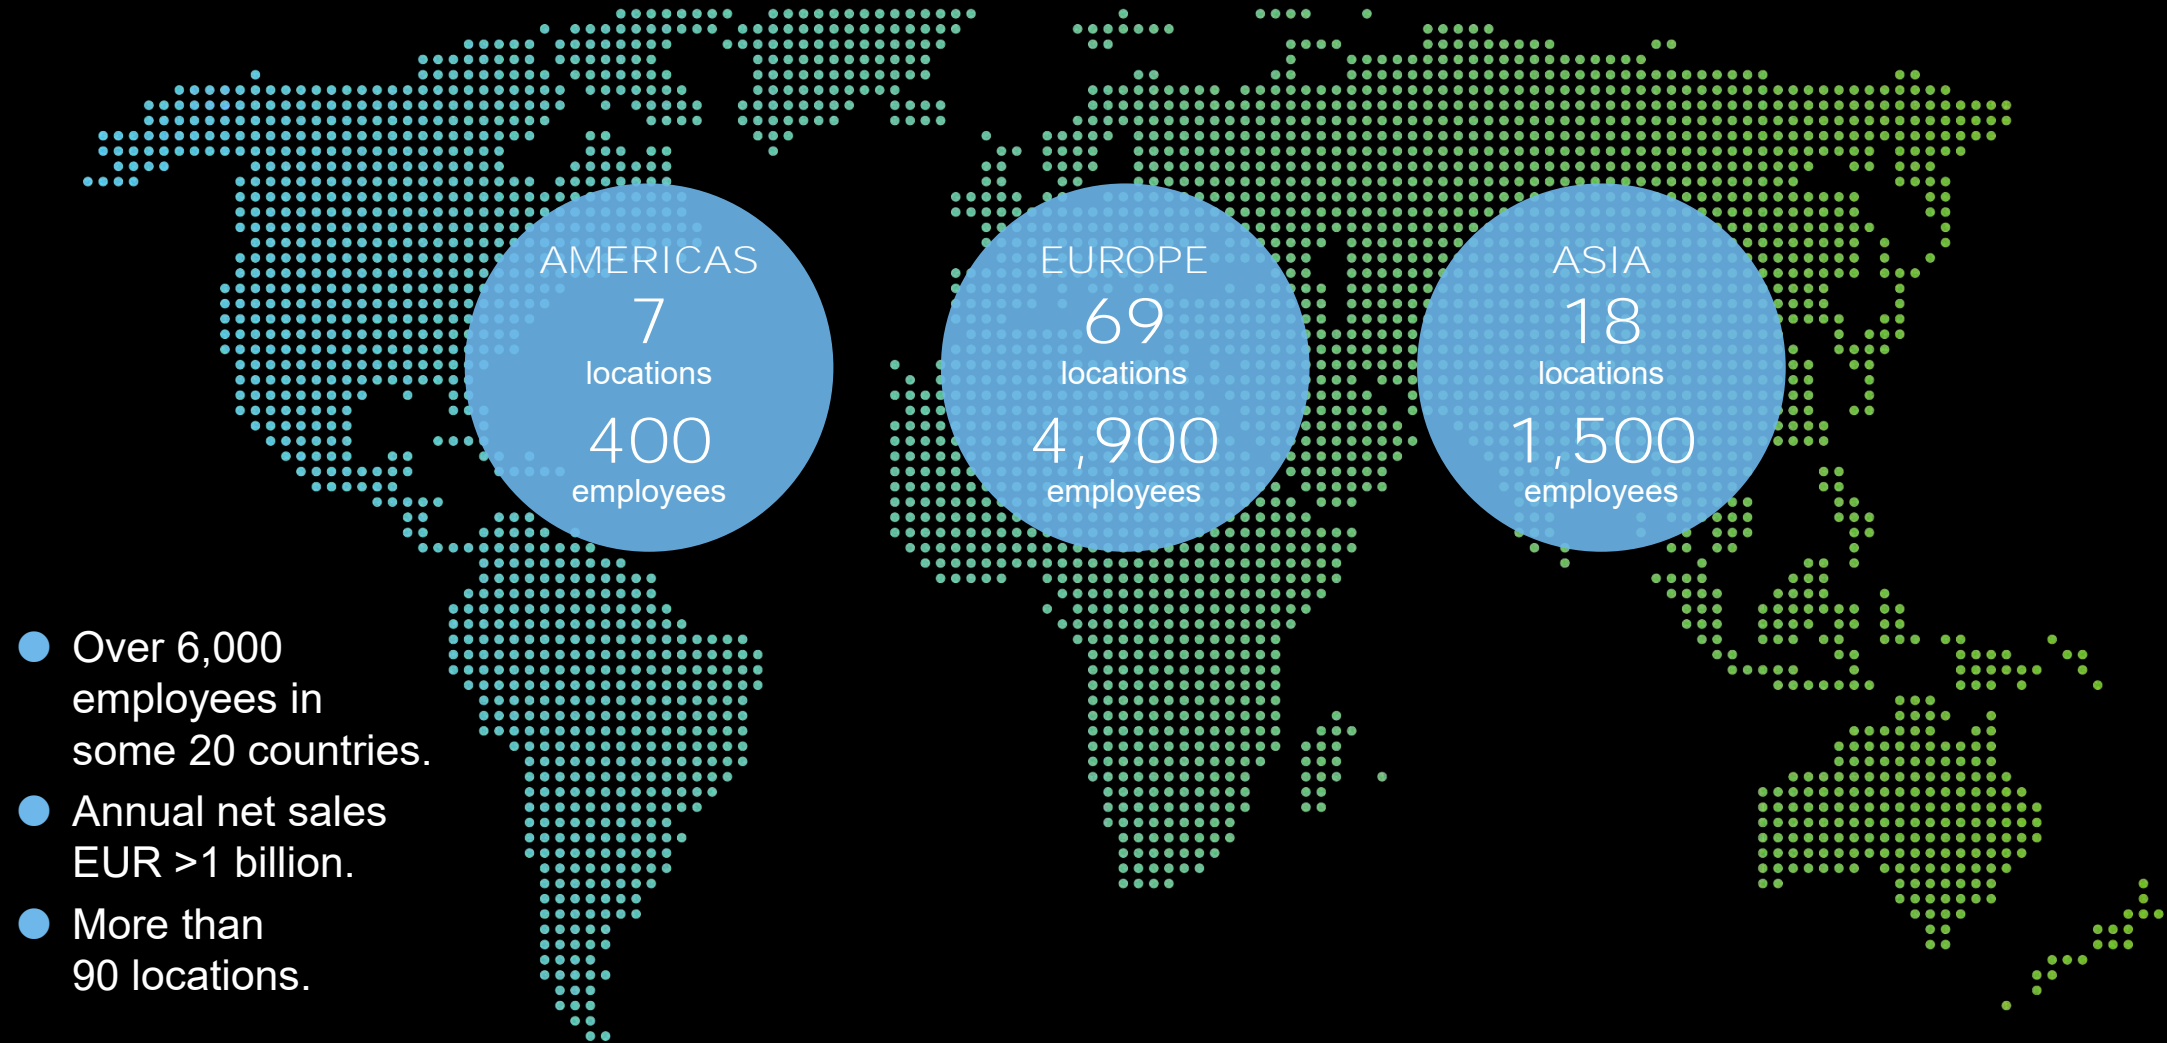 AMERICAS
7
locations
400
employees
EUROPE
69
locations
4,900
employees
ASIA
18
locations
1,500
employees
Over 6,000
employees in
some 20 countries.
Annual net sales
EUR >1 billion.
More than
90 locations.